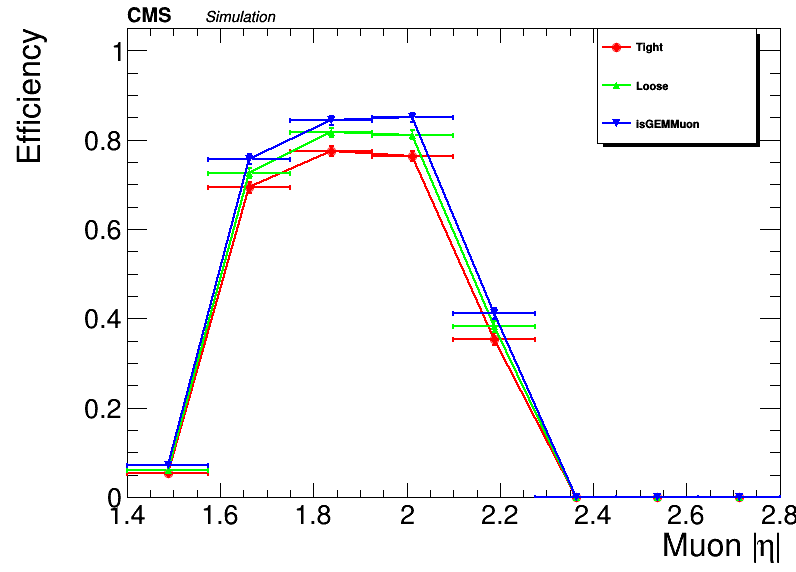 CMS Simulation
Efficiency
1
0.8
0.6
0.4
0.2
0
1.4 1.6 1.8 2 2.2 2.4 2.6 2.8
Muon |η|
Tight
Loose
isGEMMuon